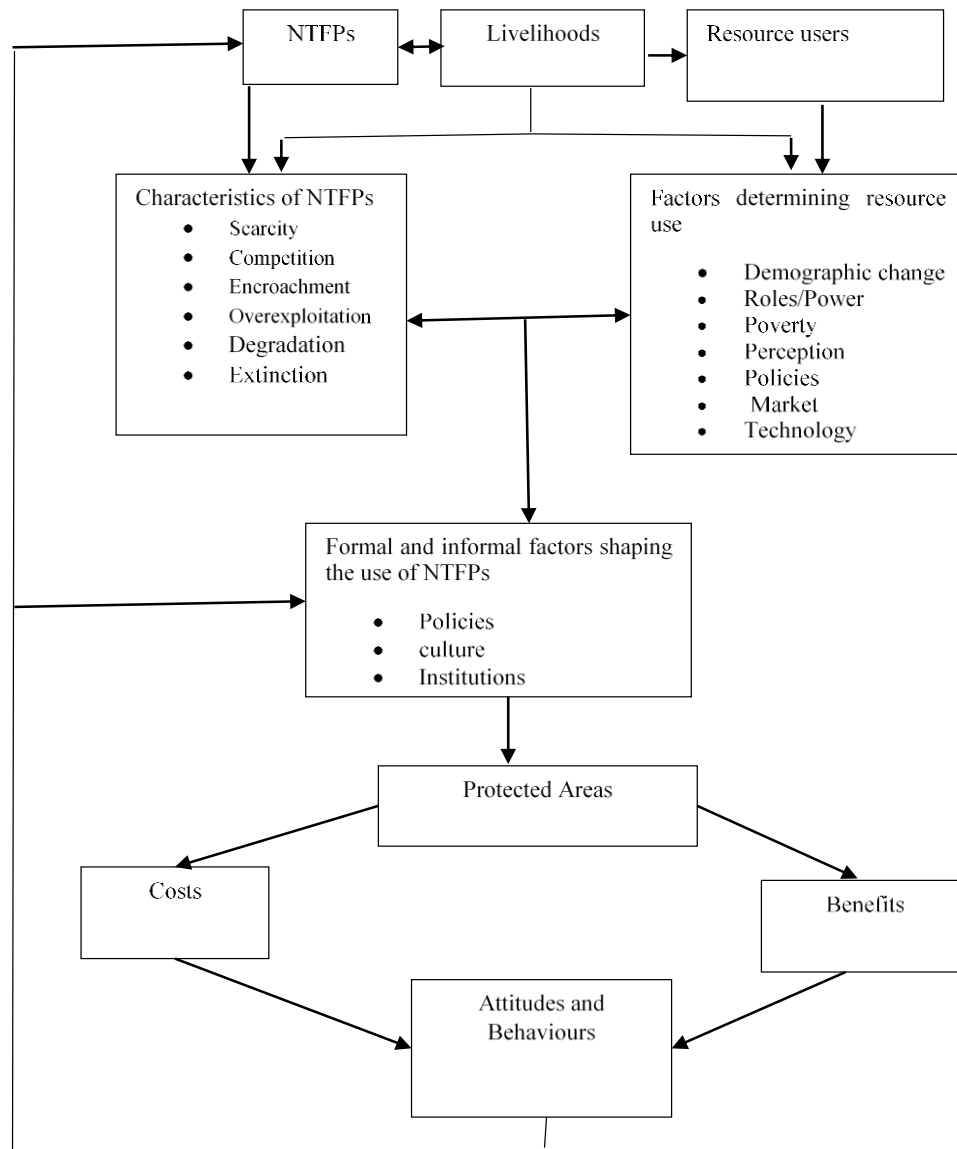 NTFPs
Livelihoods
Resource users
Characteristics of NTFPs
• Scarcity
• Competition
• Encroachment
• Overexploitation
• Degradation
• Extinction
Factors determining resource
use
• Demographic change
• Roles/Power
• Poverty
• Perception
• Policies
• Market
• Technology
Formal and informal factors shaping
the use of NTFPs
• Policies
• culture
• Institutions
Protected Areas
Costs
Benefits
Attitudes and
Behaviours